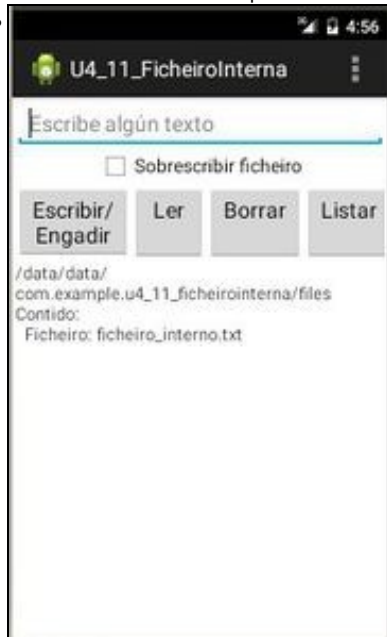 4:56
U4_11_FicheiroInterna
Escribe algún texto
Sobrescribir ficheiro
Escribir/ Ler Borrar Listar
Engadir
/data/data/
com.example.u4_11_ficheirointerna/files
Contido:
Ficheiro: ficheiro_interno.txt